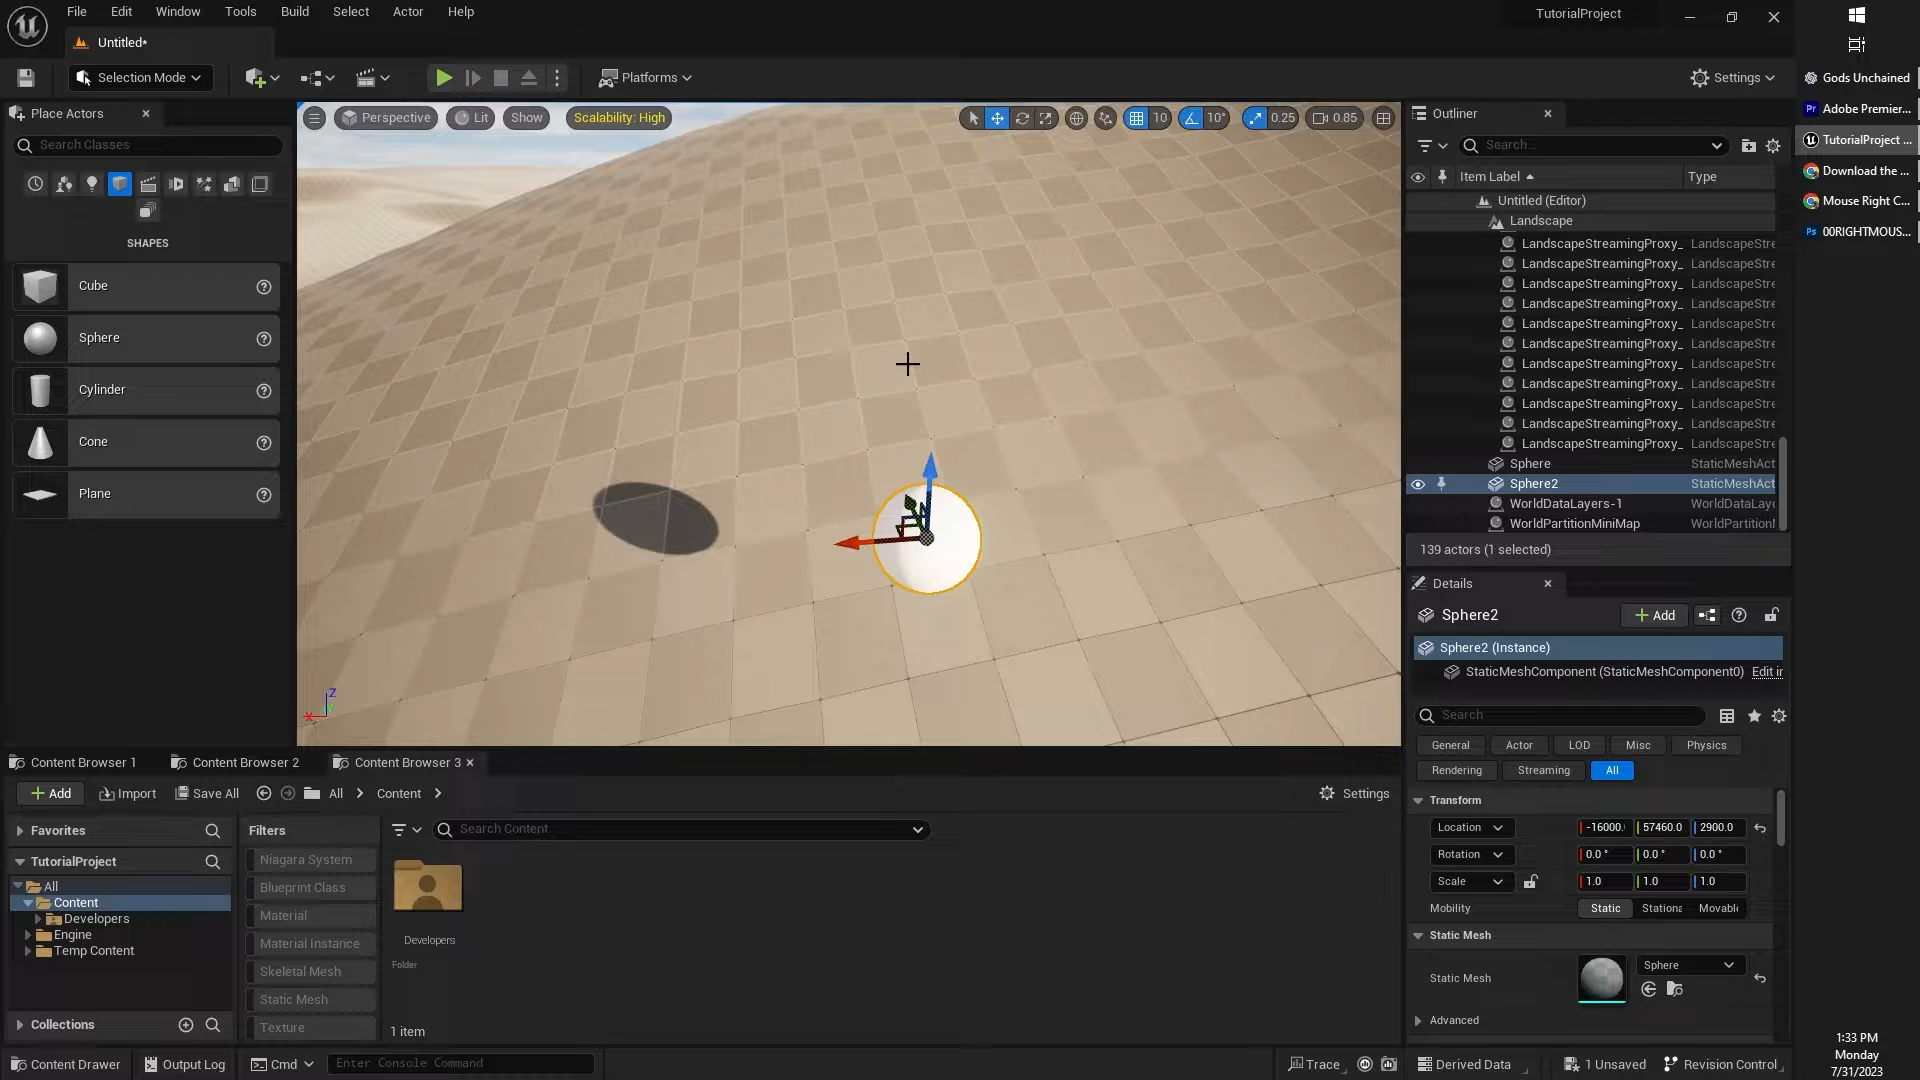 File Edit Window Tools Build Select Actor Help
TutorialProject
Untitled*
Selection Mode
Platforms
Settings
Place Actors
Search Classes
SHAPES
Cube
Sphere
Cylinder
Cone
Plane
Perspective Lit Show Scalability: High
10 10° 0.25 0.85
Z
X
Outliner
Search...
Item Label Type
Untitled (Editor)
Landscape
LandscapeStreamingProxy_ LandscapeStre
LandscapeStreamingProxy_ LandscapeStre
LandscapeStreamingProxy_ LandscapeStre
LandscapeStreamingProxy_ LandscapeStre
LandscapeStreamingProxy_ LandscapeStre
LandscapeStreamingProxy_ LandscapeStre
LandscapeStreamingProxy_ LandscapeStre
LandscapeStreamingProxy_ LandscapeStre
LandscapeStreamingProxy_ LandscapeStre
LandscapeStreamingProxy_ LandscapeStre
LandscapeStreamingProxy_ LandscapeStre
Sphere StaticMeshAct
Sphere2 StaticMeshAct
WorldDataLayers-1 WorldDataLaye
WorldPartitionMiniMap WorldPartition
139 actors (1 selected)
Details
Sphere2
Add
Sphere2 (Instance)
StaticMeshComponent (StaticMeshComponent0) Edit in
Search
General Actor LOD Misc Physics
Rendering Streaming All
Transform
Location -16000. 57460.0 2900.0
Rotation 0.0 ° 0.0 ° 0.0 °
Scale 1.0 1.0 1.0
Mobility Static Stationa Movabl
Static Mesh
Static Mesh Sphere
Advanced
Content Browser 1 Content Browser 2 Content Browser 3
Add Import Save All All Content Settings
Favorites
TutorialProject
All
Content
Developers
Engine
Temp Content
Collections
Filters
Niagara System
Blueprint Class
Material
Material Instance
Skeletal Mesh
Static Mesh
Texture
Search Content
Developers
Folder
1 item
Content Drawer Output Log Cmd Enter Console Command
Trace Derived Data 1 Unsaved Revision Control
Gods Unchained
Pr Adobe Premier...
TutorialProject ...
Download the ...
Mouse Right C...
Ps 00RIGHTMOUS...
1:33 PM
Monday
7/31/2023